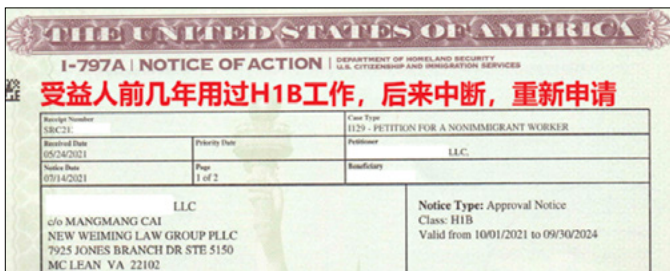 THE UNITED STATES OF AMERICA
I-797A | NOTICE OF ACTION | DEPARTMENT OF HOMELAND SECURITY
U.S. CITIZENSHIP AND IMMIGRATION SERVICES
受益人前几年用过H1B工作，后来中断，重新申请
Receipt Number
SRC21
Case Type
I129 - PETITION FOR A NONIMMIGRANT WORKER
Received Date
05/24/2021
Priority Date
Petitioner
LLC,
Notice Date
07/14/2021
Page
1 of 2
Beneficiary
LLC
c/o MANGMANG CAI
NEW WEIMING LAW GROUP PLLC
7925 JONES BRANCH DR STE 5150
MC LEAN VA 22102
Notice Type: Approval Notice
Class: H1B
Valid from 10/01/2021 to 09/30/2024